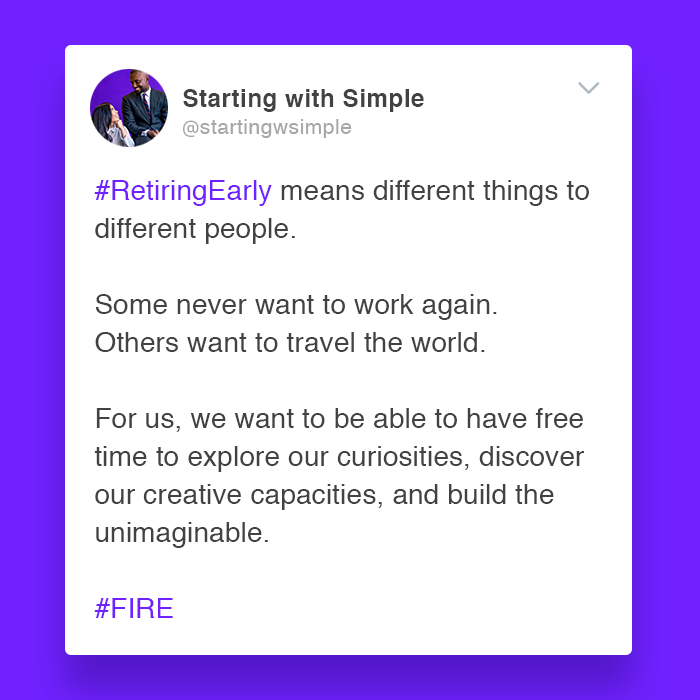 Starting with Simple
@startingwsimple
#RetiringEarly means different things to
different people.
Some never want to work again.
Others want to travel the world.
For us, we want to be able to have free
time to explore our curiosities, discover
our creative capacities, and build the
unimaginable.
#FIRE